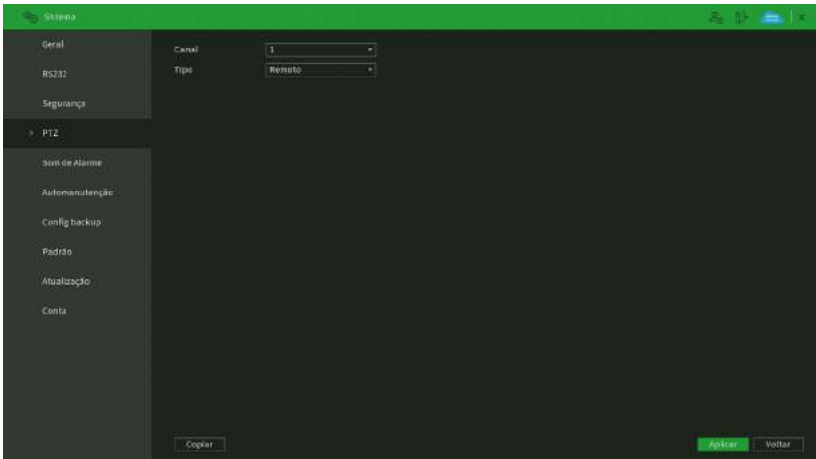 Sistema
Geral
RS232
Segurança
PTZ
Som de Alarme
Automanutenção
Config backup
Padrão
Atualização
Conta
Canal 1
Tipo Remoto
Copiar
Aplicar Voltar